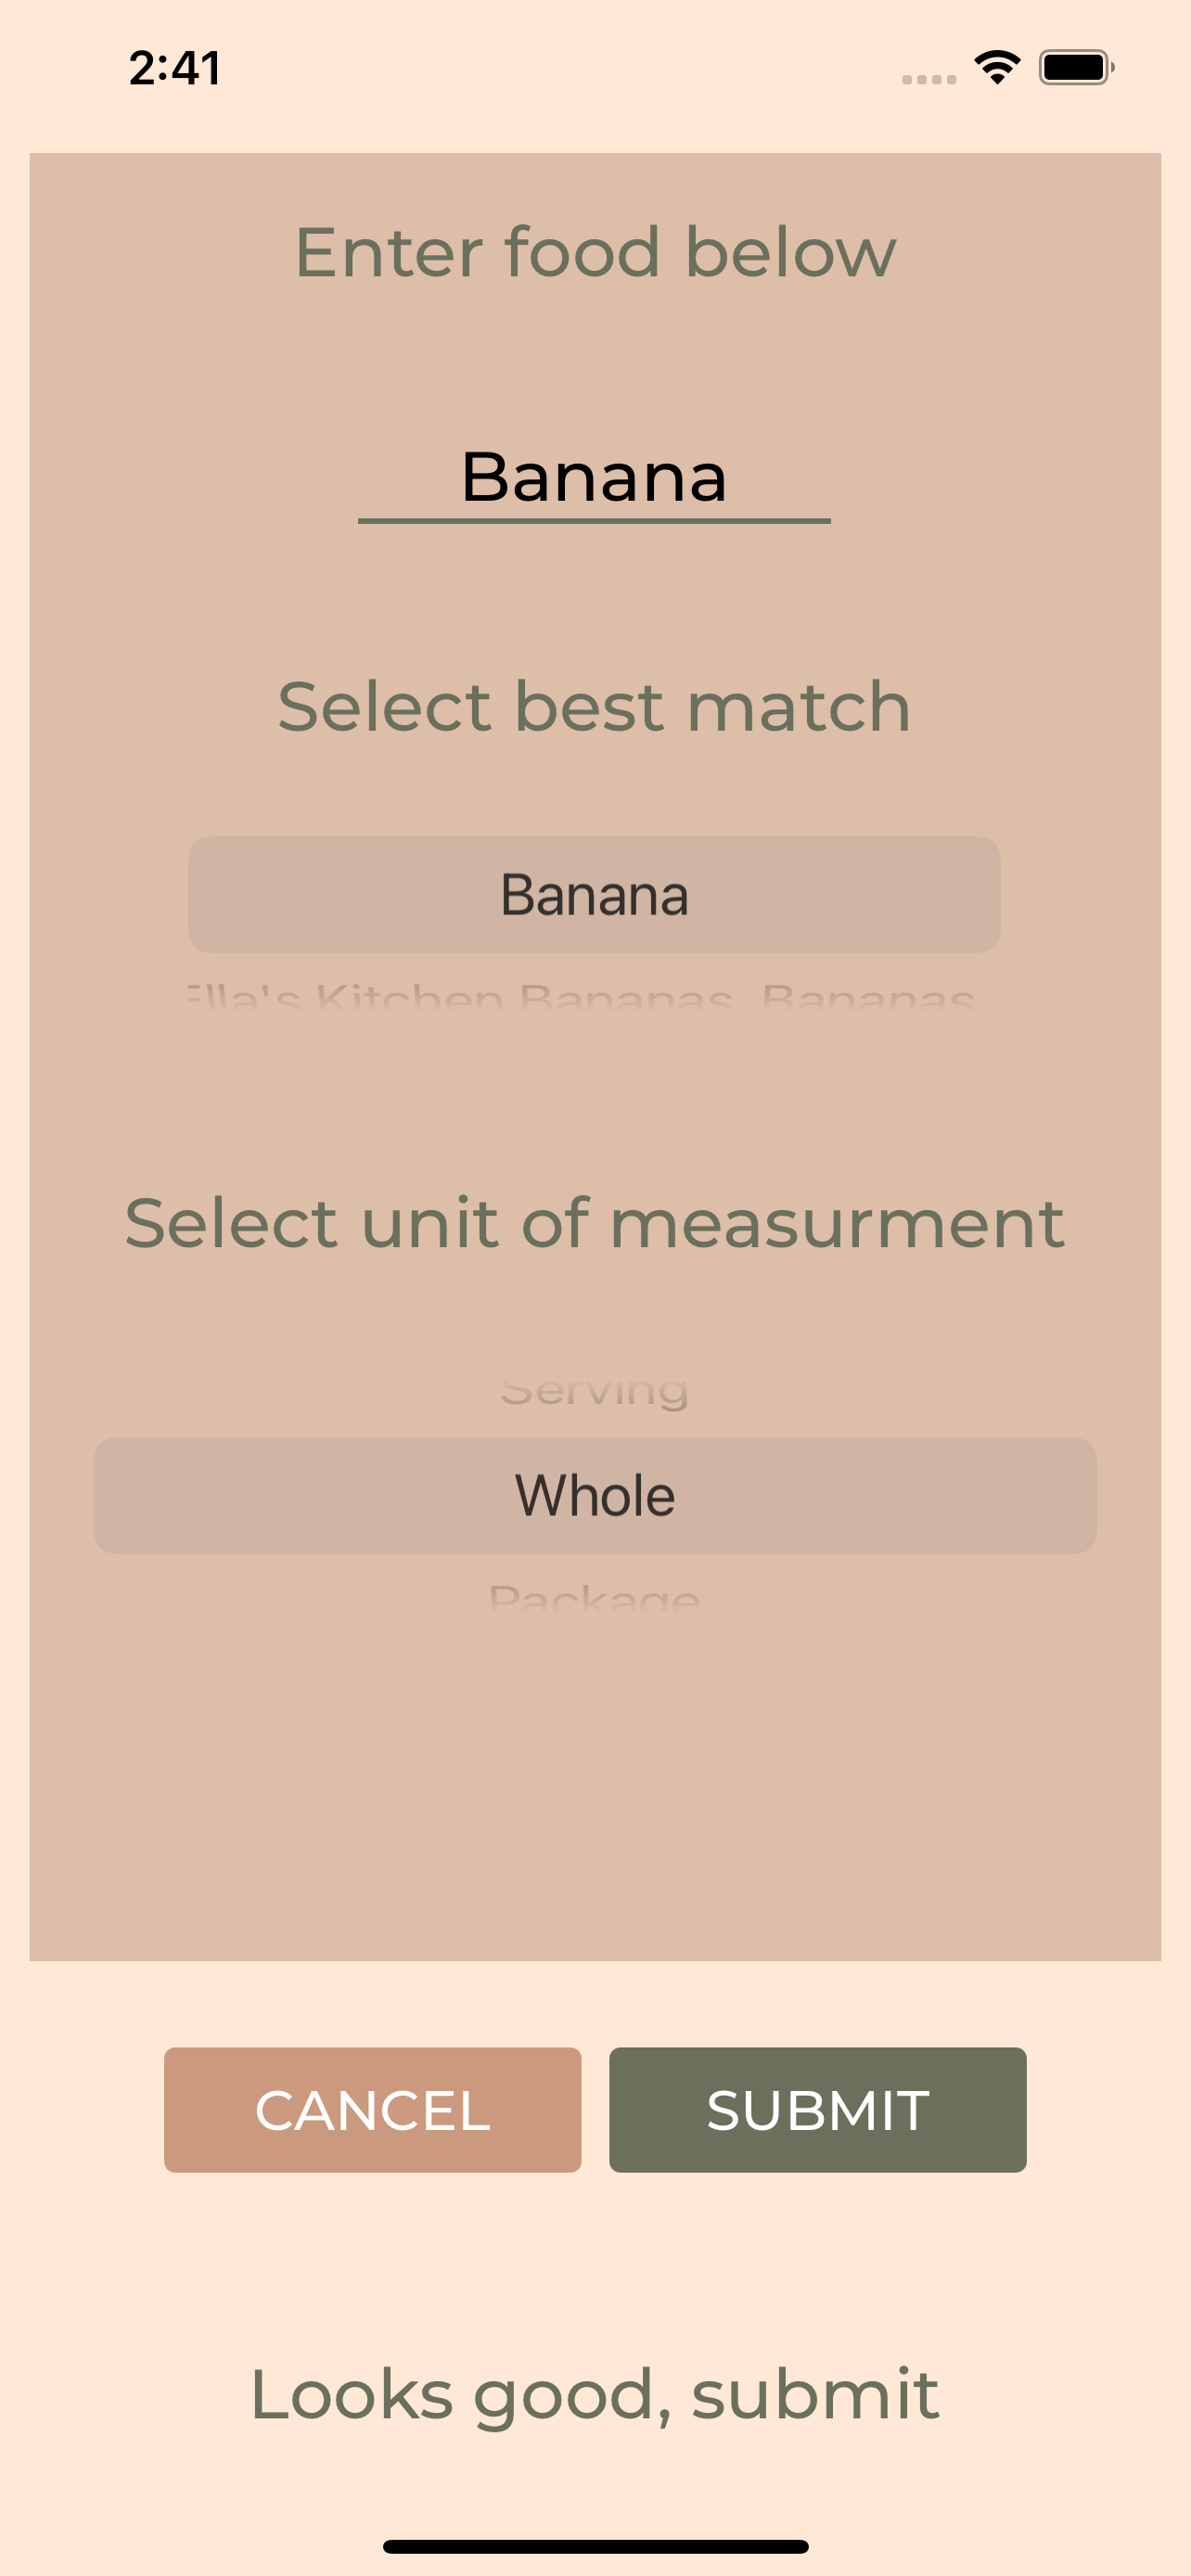 2:41
Enter food below
Banana
Select best match
Banana
Ella's Kitchen Bananas, Bananas
Select unit of measurment
Serving
Whole
Package
CANCEL
SUBMIT
Looks good, submit